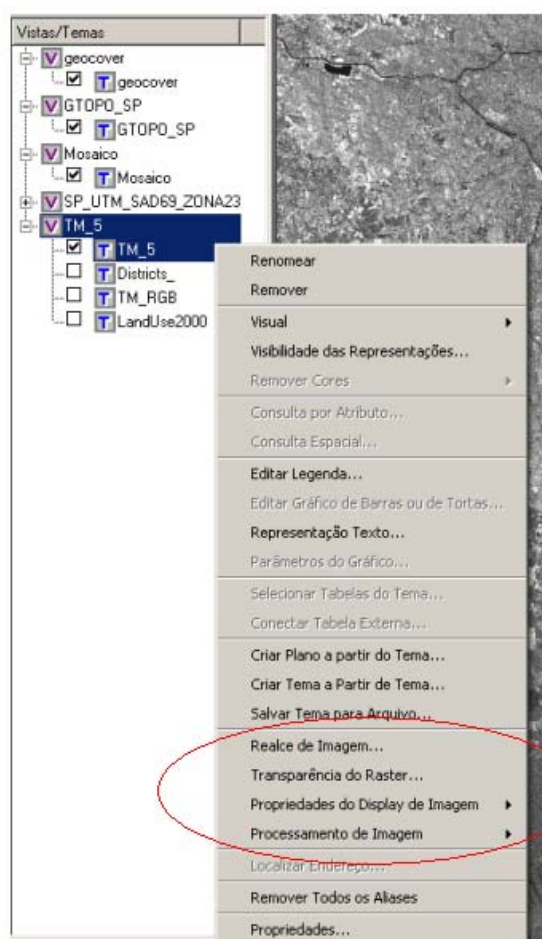 Vistas/Temas
V geocover
T geocover
V GTOPO_SP
T GTOPO_SP
V Mosaico
T Mosaico
V SP_UTM_SAD69_ZONA23
V TM_5
T TM_5
T Districts_
T TM_RGB
T LandUse2000
Renomear
Remover
Visual
Visibilidade das Representações...
Remover Cores
Consulta por Atributo...
Consulta Espacial...
Editar Legenda...
Editar Gráfico de Barras ou de Tortas...
Representação Texto...
Parâmetros do Gráfico...
Selecionar Tabelas do Tema...
Conectar Tabela Externa...
Criar Plano a partir do Tema...
Criar Tema a Partir de Tema...
Salvar Tema para Arquivo...
Realce de Imagem...
Transparência do Raster...
Propriedades do Display de Imagem
Processamento de Imagem
Localizar Endereço...
Remover Todos os Aliases
Propriedades...